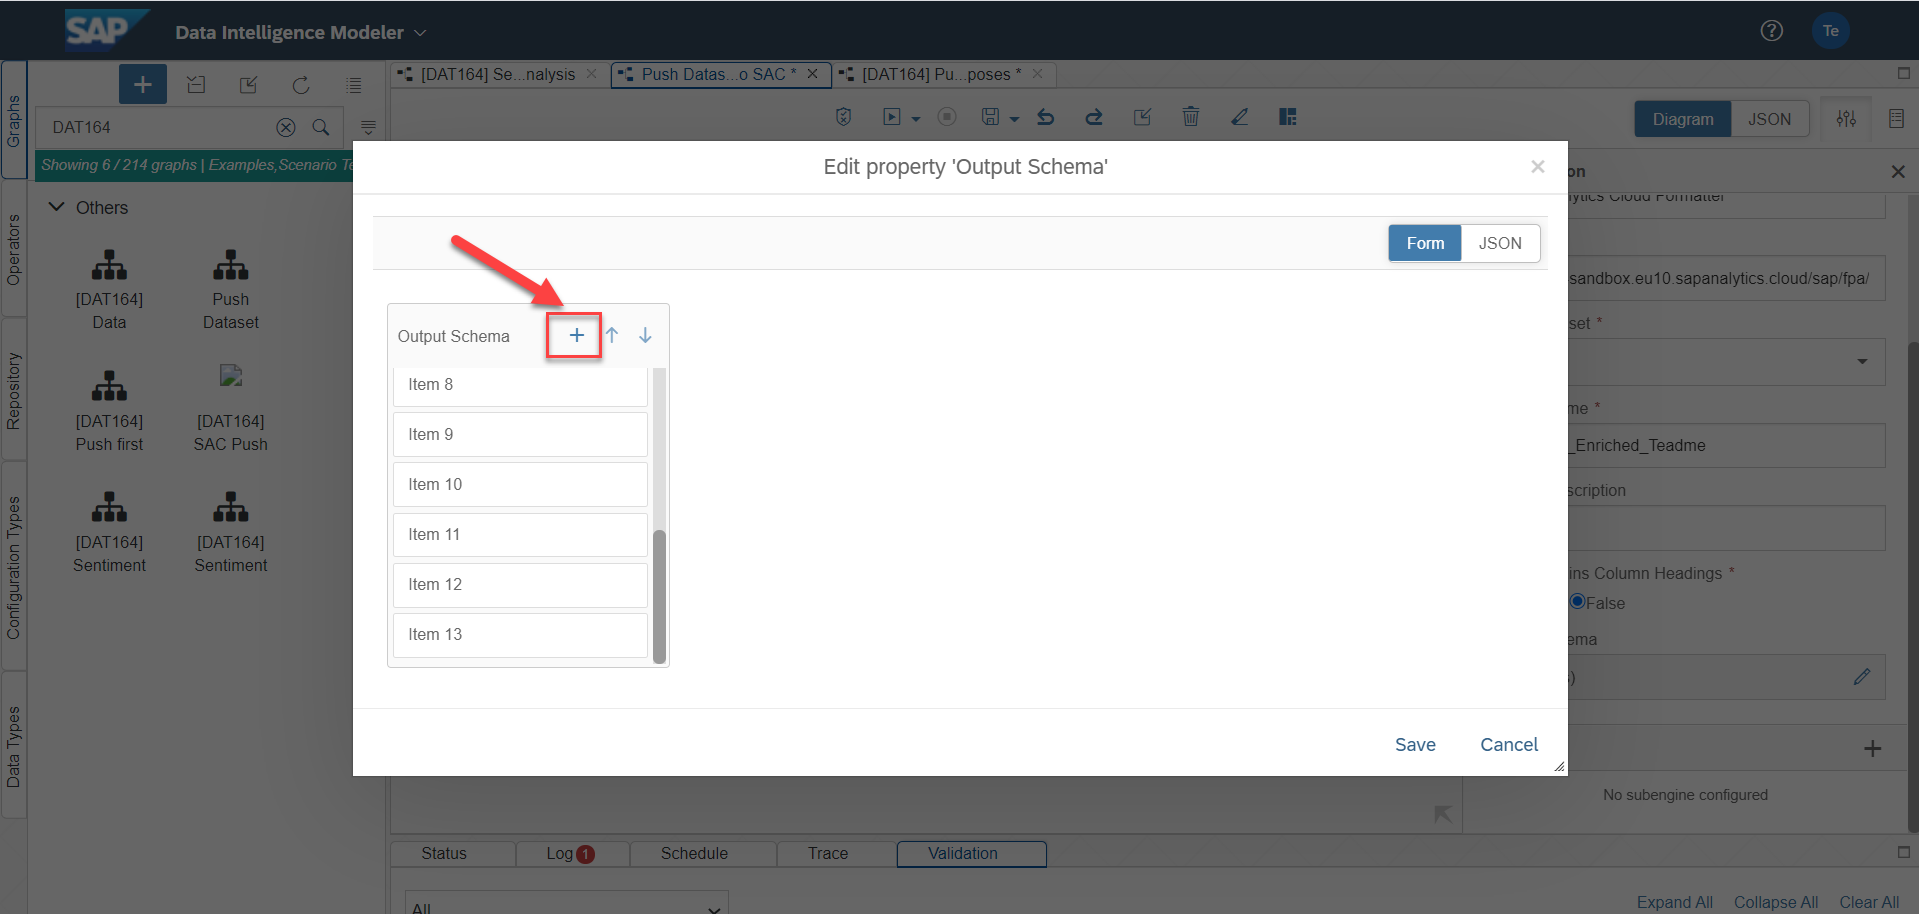 SAP
Data Intelligence Modeler
Te
[DAT164] Se...nalysis
Push Datas...o SAC *
[DAT164] Pu...poses *
Graphs
Operators
Repository
Configuration Types
Data Types
DAT164
Diagram
JSON
Showing 6 / 214 graphs | Examples,Scenario Te
Others
[DAT164]
Data
Push
Dataset
[DAT164]
Push first
[DAT164]
SAC Push
[DAT164]
Sentiment
[DAT164]
Sentiment
Edit property 'Output Schema'
Form
JSON
Output Schema
Item 8
Item 9
Item 10
Item 11
Item 12
Item 13
Save
Cancel
on
lytics Cloud Formatter
sandbox.eu10.sapanalytics.cloud/sap/fpa/
set *
me *
_Enriched_Teadme
scription
ins Column Headings *
False
ema
)
No subengine configured
Status
Log 1
Schedule
Trace
Validation
All
Expand All
Collapse All
Clear All